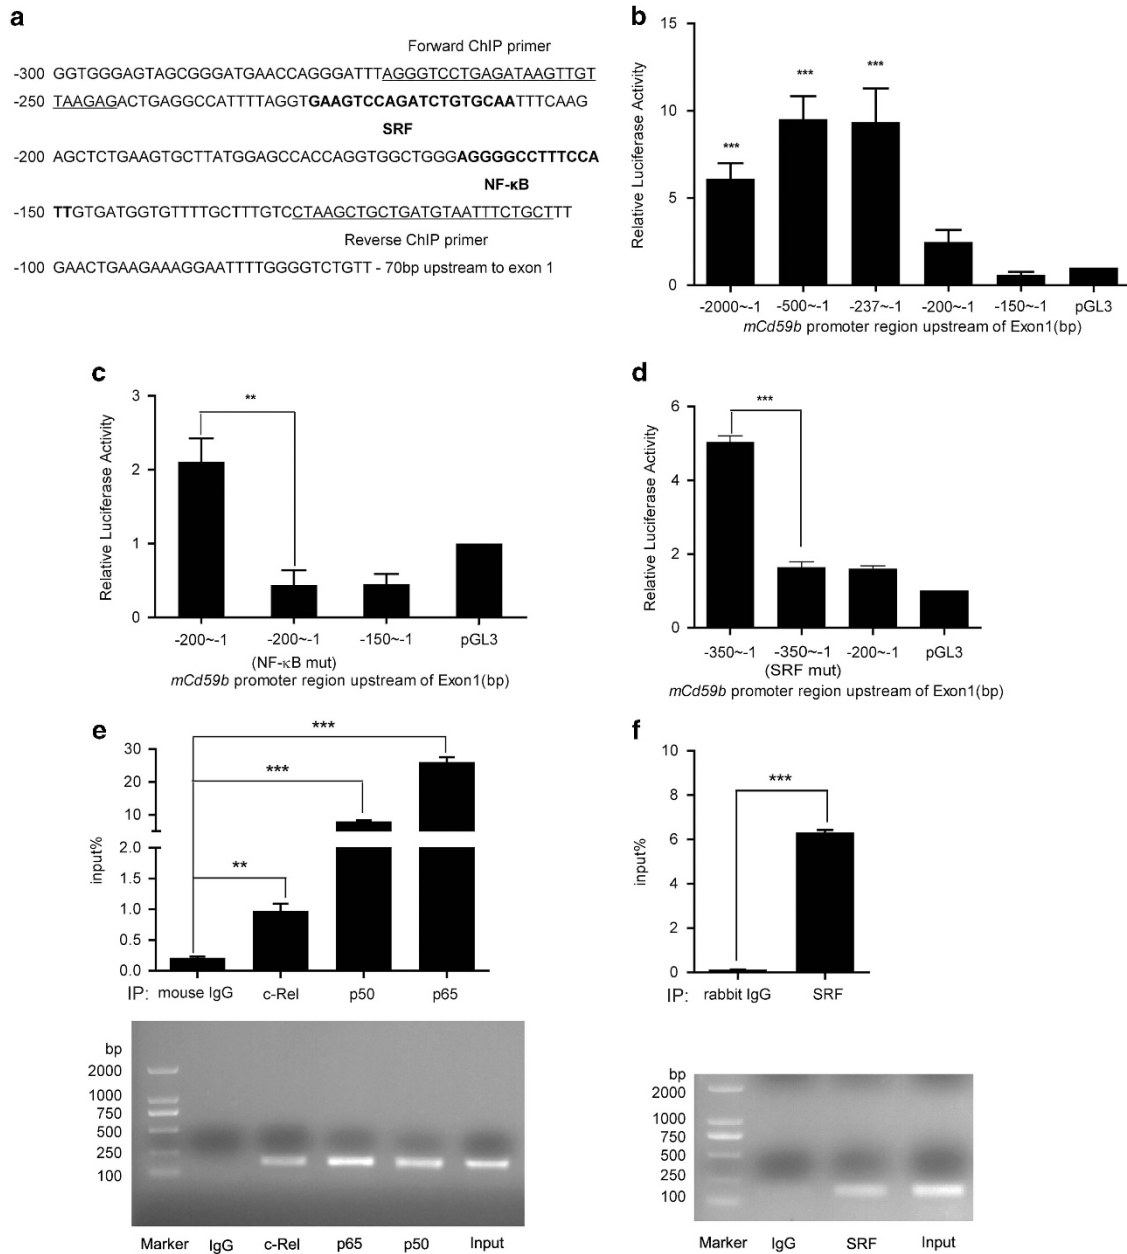 a
Forward ChIP primer
-300 GGTGGGAGTAGCGGGATGAACCAGGGATTTAGGGTCCTGAGATAAGTTGT
-250 TAAGAGACTGAGGCCATTTTAGGTGAAGTCCAGATCTGTGCAATTTCAAG
SRF
-200 AGCTCTGAAGTGCTTATGGAGCCACCAGGTGGCTGGGAGGGGCCTTTCCA
NF-κB
-150 TTGTGATGGTGTTTTGCTTTGTCCTAAGCTGCTGATGTAATTTCTGCTTT
Reverse ChIP primer
-100 GAACTGAAGAAAGGAATTTTGGGGTCTGTT - 70bp upstream to exon 1
b
Relative Luciferase Activity
15
10
5
0
*** *** ***
-2000~-1 -500~-1 -237~-1 -200~-1 -150~-1 pGL3
mCd59b promoter region upstream of Exon1(bp)
c
Relative Luciferase Activity
3
2
1
0
**
-200~-1 -200~-1 -150~-1 pGL3
(NF-κB mut)
mCd59b promoter region upstream of Exon1(bp)
d
Relative Luciferase Activity
6
4
2
0
***
-350~-1 -350~-1 -200~-1 pGL3
(SRF mut)
mCd59b promoter region upstream of Exon1(bp)
e
input%
30
20
10
2.0
1.5
1.0
0.5
0.0
***
***
**
IP: mouse IgG c-Rel p50 p65
bp
2000
1000
750
500
250
100
Marker IgG c-Rel p65 p50 Input
f
input%
10
8
6
4
2
0
***
IP: rabbit IgG SRF
bp
2000
1000
750
500
250
100
Marker IgG SRF Input